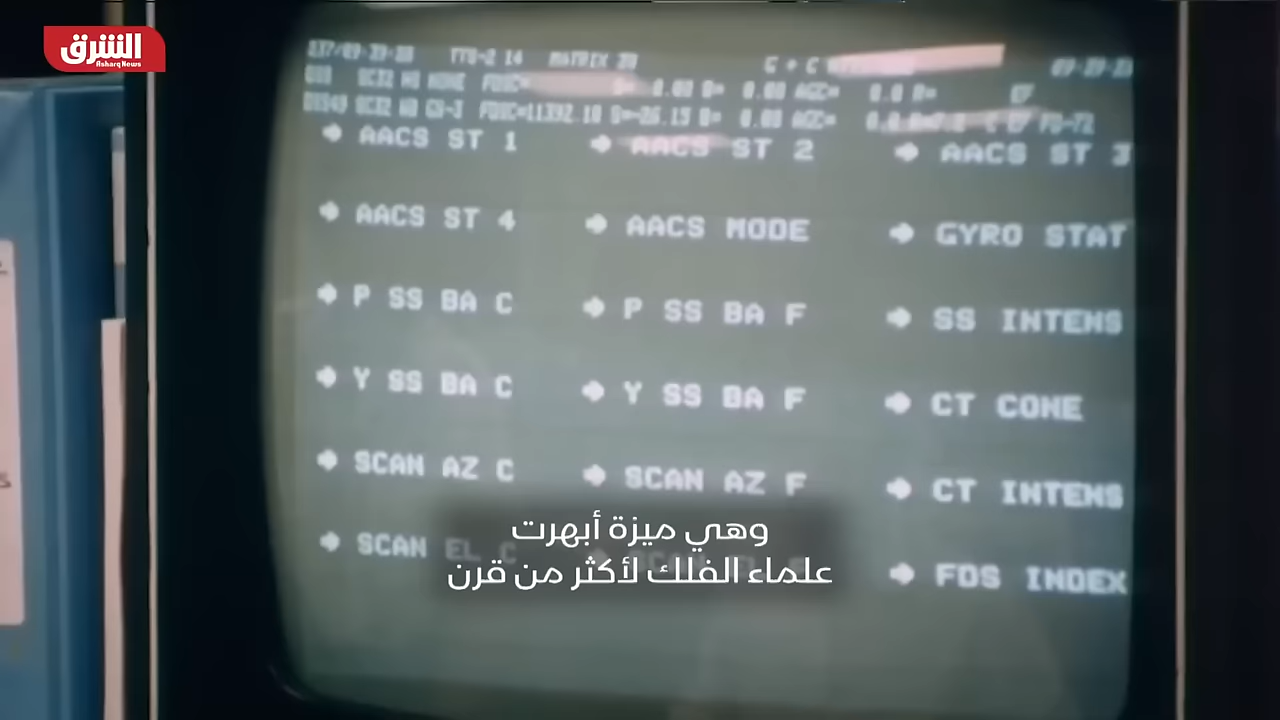 الشرق
Asharq News
MATRIX
AACS ST 1
AACS ST 2
AACS ST 3
AACS ST 4
AACS MODE
GYRO STAT
P SS BA C
P SS BA F
SS INTENS
Y SS BA C
Y SS BA F
CT CONE
SCAN AZ C
SCAN AZ F
CT INTENS
SCAN EL C
FDS INDEX
وهي ميزة أبهرت
علماء الفلك لأكثر من قرن